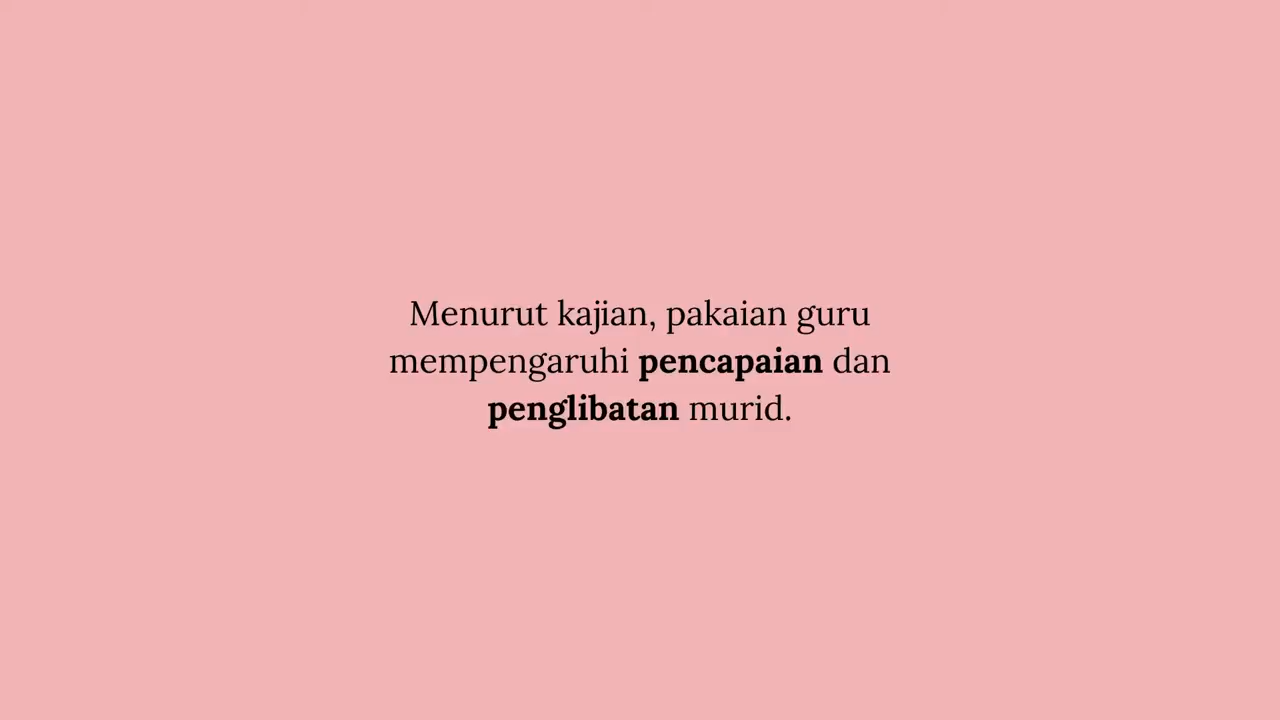 Menurut kajian, pakaian guru
mempengaruhi pencapaian dan
penglibatan murid.